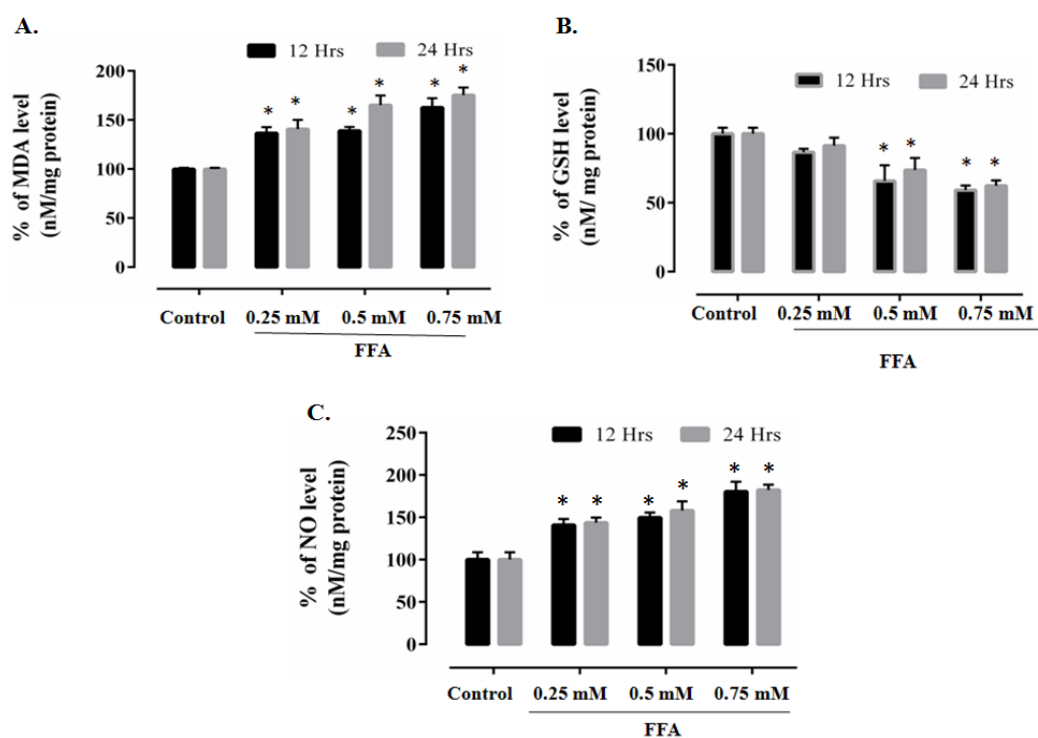 A.
12 Hrs 24 Hrs
% of MDA level
(nM/mg protein)
200
150
100
50
0
* * * * * *
Control 0.25 mM 0.5 mM 0.75 mM
FFA
B.
12 Hrs 24 Hrs
% of GSH level
(nM/ mg protein)
150
100
50
0
* * * *
Control 0.25 mM 0.5 mM 0.75 mM
FFA
C.
12 Hrs 24 Hrs
% of NO level
(nM/mg protein)
250
200
150
100
50
0
* * * * * *
Control 0.25 mM 0.5 mM 0.75 mM
FFA